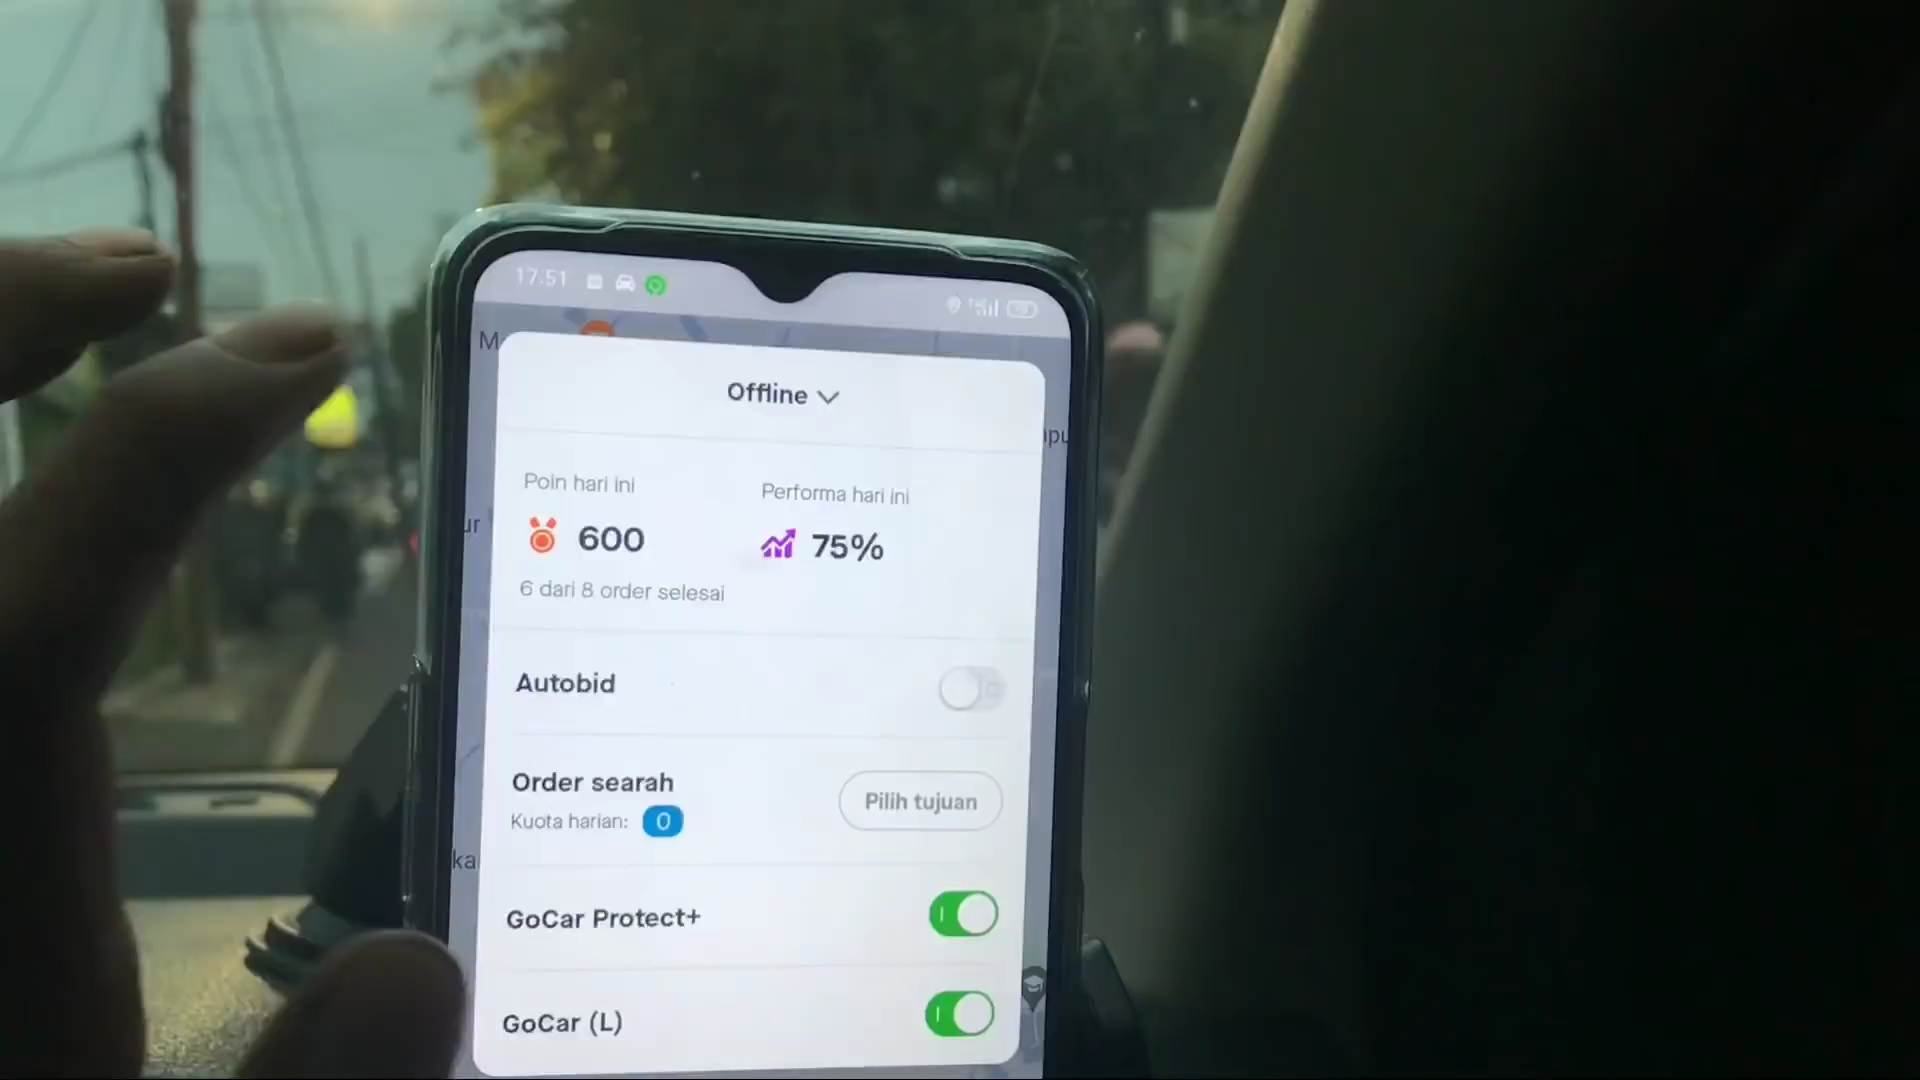 17.51
Offline
Poin hari ini
Performa hari ini
600
75%
6 dari 8 order selesai
Autobid
Order searah
Pilih tujuan
Kuota harian: 0
GoCar Protect+
GoCar (L)